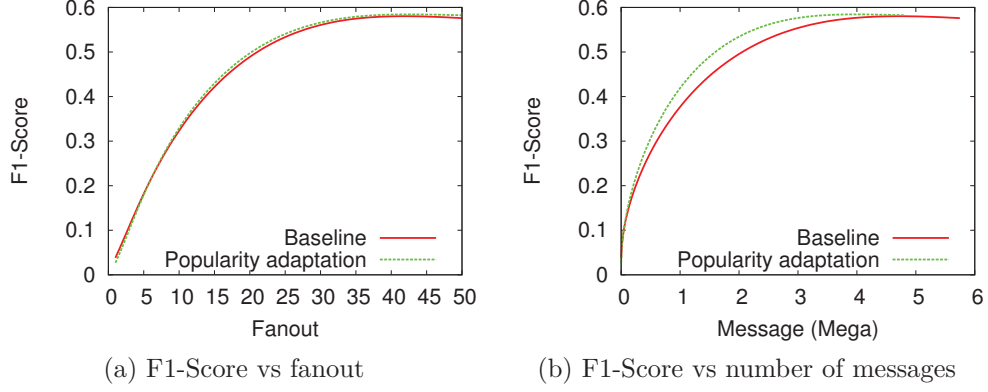 0.6
0.5
0.4
0.3
0.2
0.1
0
F1-Score
Baseline
Popularity adaptation
0 5 10 15 20 25 30 35 40 45 50
Fanout
(a) F1-Score vs fanout
0.6
0.5
0.4
0.3
0.2
0.1
0
F1-Score
Baseline
Popularity adaptation
0 1 2 3 4 5 6
Message (Mega)
(b) F1-Score vs number of messages